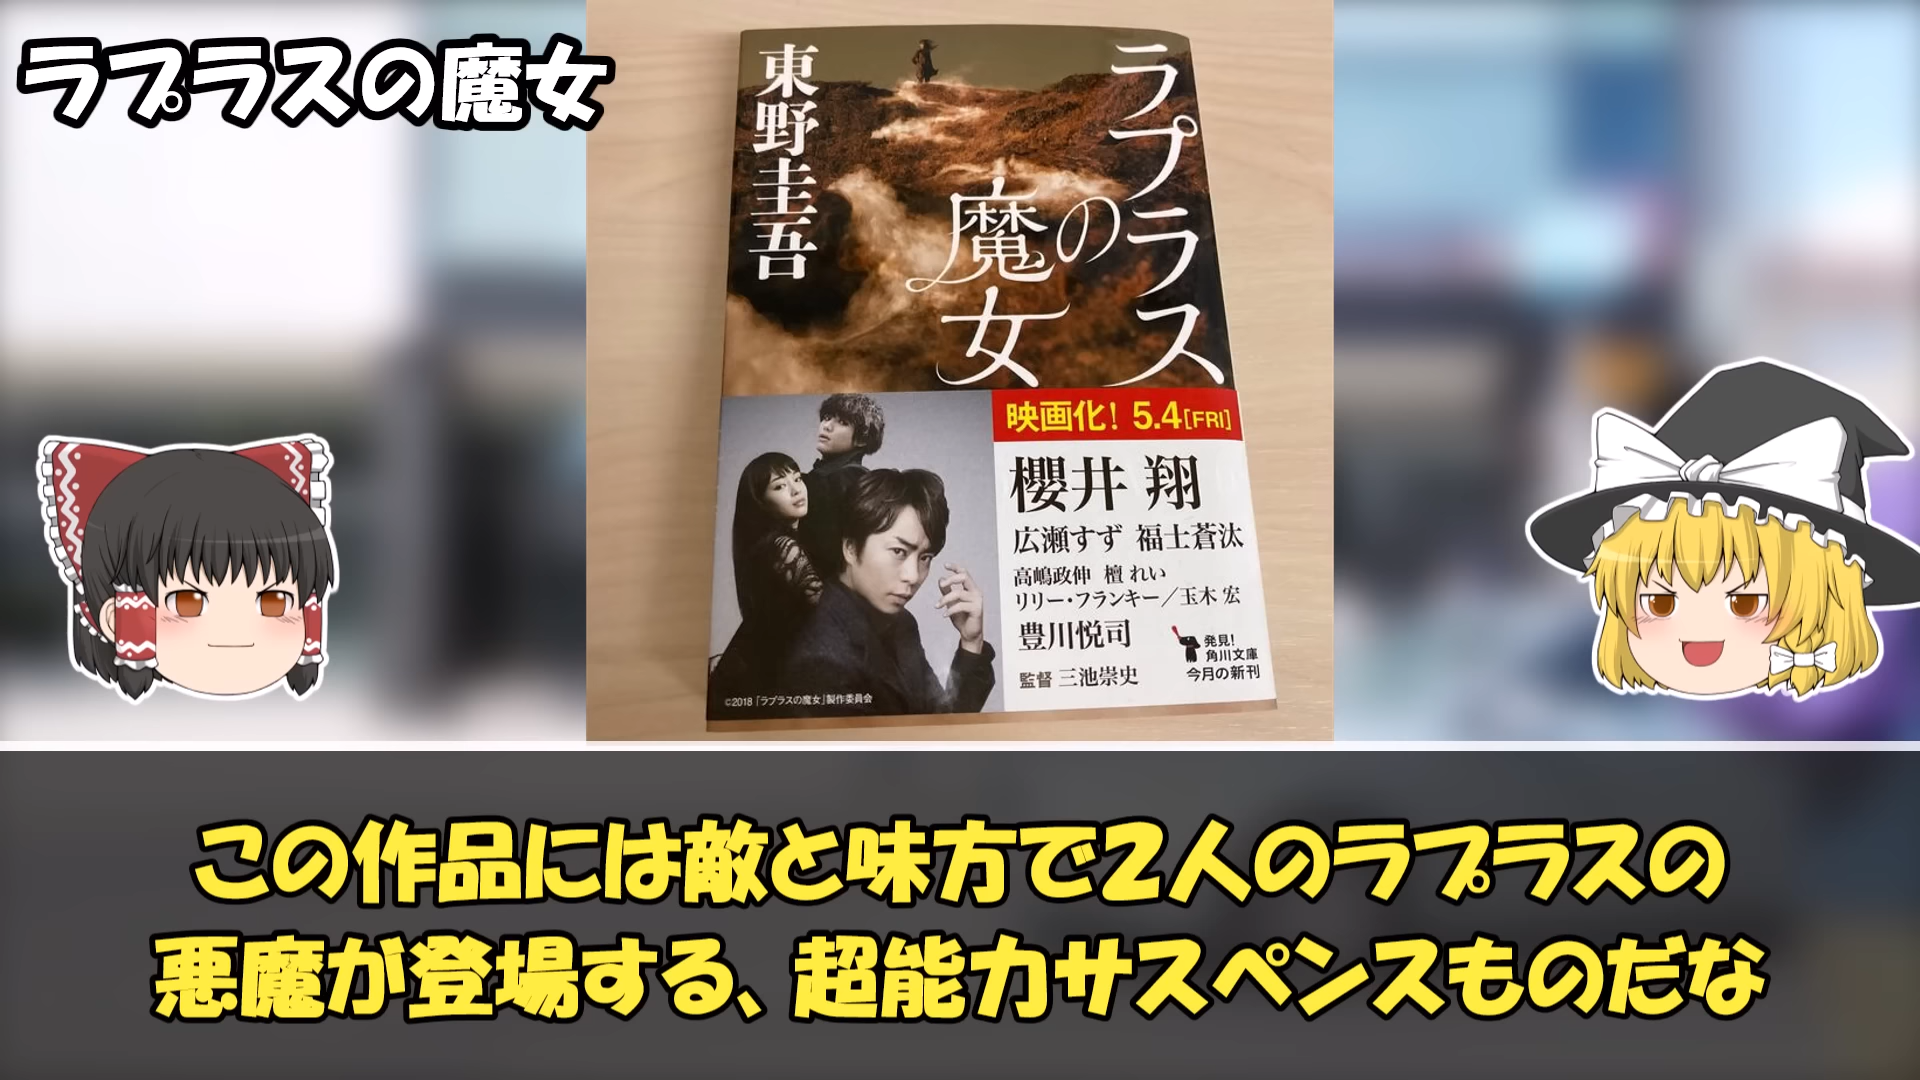 ラプラスの魔女
ラプラスの魔女
東野圭吾
映画化! 5.4[FRI]
櫻井 翔
広瀬すず 福士蒼汰
高嶋政伸 檀 れい
リリー・フランキー/玉木 宏
豊川悦司
監督 三池崇史
発見!
角川文庫
今月の新刊
©2018「ラプラスの魔女」製作委員会
この作品には敵と味方で2人のラプラスの
悪魔が登場する、超能力サスペンスものだな